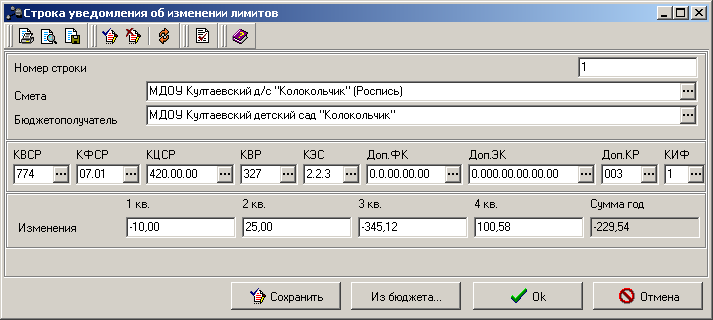 Строка уведомления об изменении лимитов
Номер строки 1
Смета МДОУ Култаевский д/с "Колокольчик" (Роспись) ...
Бюджетополучатель МДОУ Култаевский детский сад "Колокольчик" ...
КВСР КФСР КЦСР КВР КЭС Доп.ФК Доп.ЭК Доп.КР КИФ
774 ... 07.01 ... 420.00.00 ... 327 ... 2.2.3 ... 0.0.00.00.00 ... 0.000.00.00.00.00 ... 003 ... 1 ...
1 кв. 2 кв. 3 кв. 4 кв. Сумма год
Изменения -10,00 25,00 -345,12 100,58 -229,54
Сохранить Из бюджета... Ok Отмена